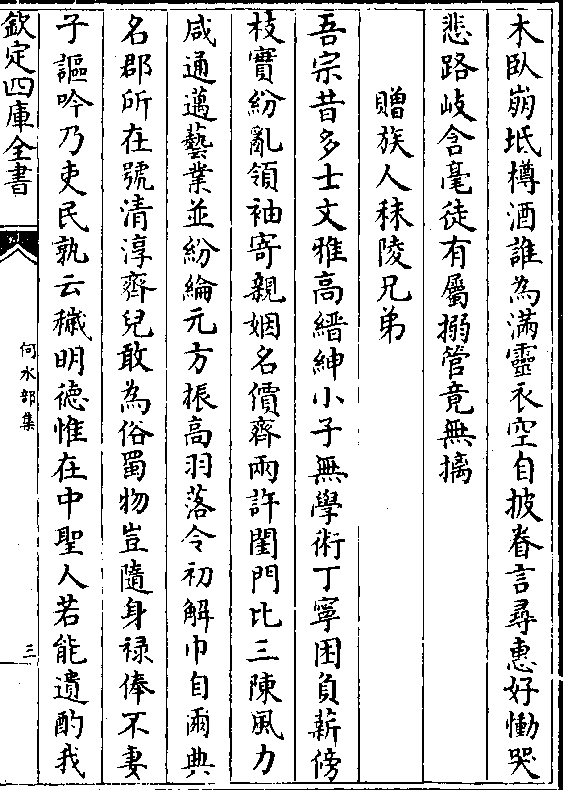 木臥崩坻樽酒誰為滿靈衣空自披眷言尋惠好慟哭
悲路岐含毫徒有屬搦管竟無摛
贈族人秣陵兄弟
吾宗昔多士文雅高縉紳小子無學術丁寧困負薪傍
枝實紛亂領袖寄親姻名價齊兩許閨門比三陳風力
咸通邁藝業並紛綸元方振高羽落令初解巾自爾典
名郡所在號清淳齊兒敢為俗蜀物豈隨身祿俸不妻
子謳吟乃吏民孰云穢明德惟在中聖人若能遺酌我
欽定四庫全書
何水部集
三